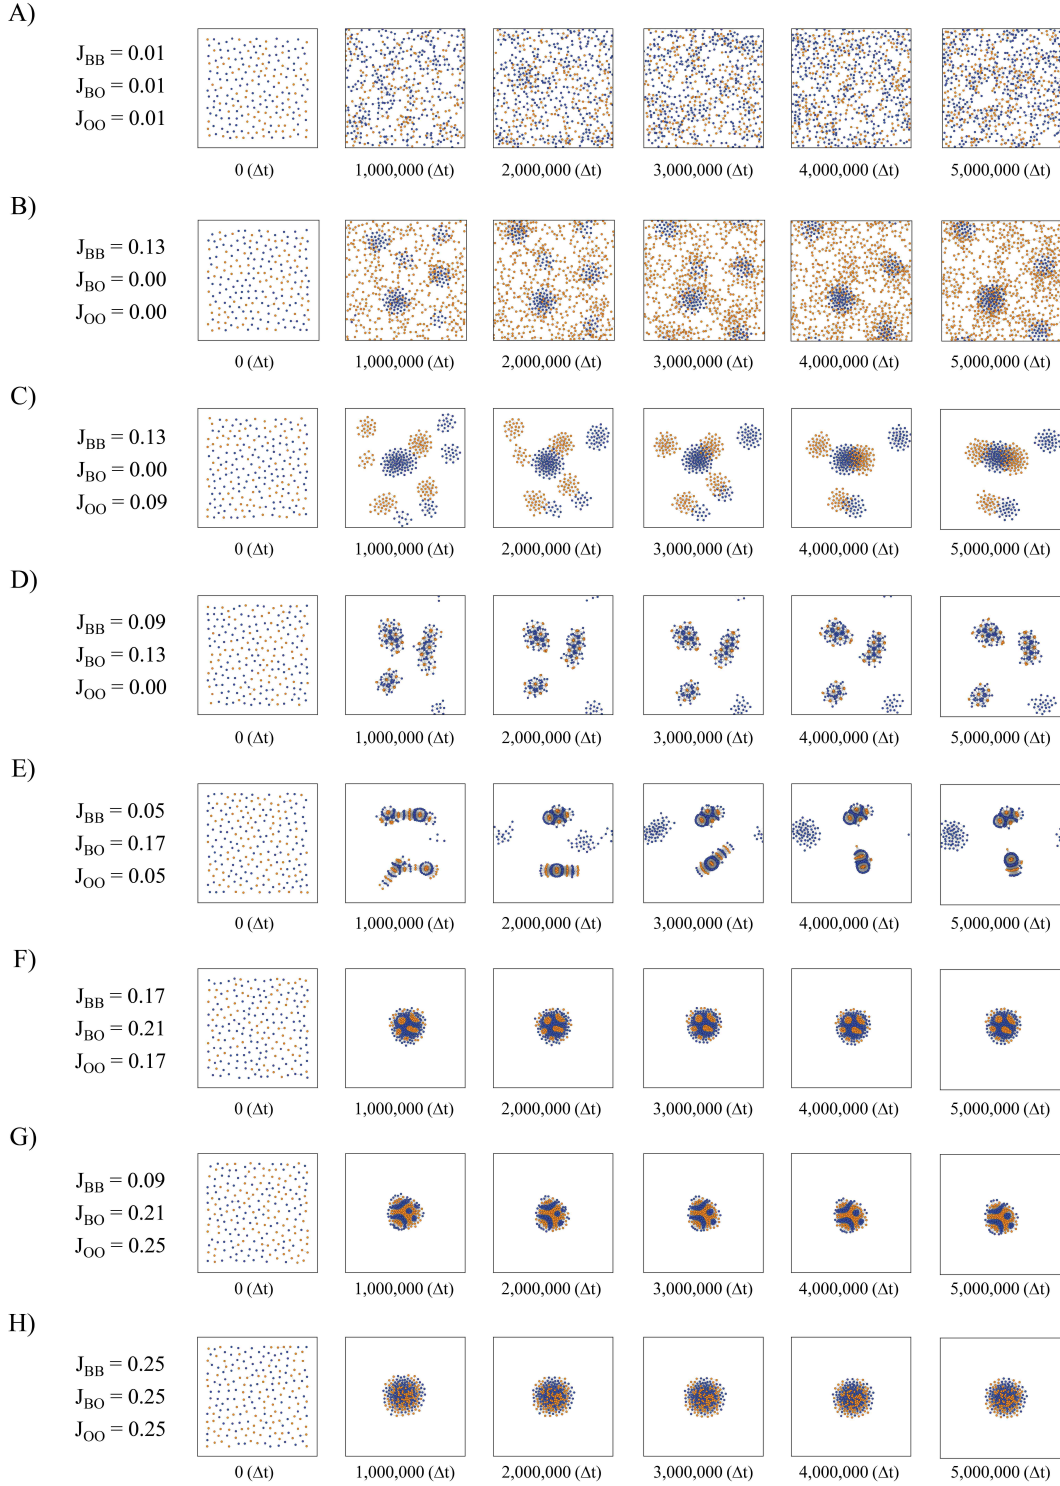 A)
J_BB = 0.01
J_BO = 0.01
J_OO = 0.01
0 (Δt) 1,000,000 (Δt) 2,000,000 (Δt) 3,000,000 (Δt) 4,000,000 (Δt) 5,000,000 (Δt)
B)
J_BB = 0.13
J_BO = 0.00
J_OO = 0.00
0 (Δt) 1,000,000 (Δt) 2,000,000 (Δt) 3,000,000 (Δt) 4,000,000 (Δt) 5,000,000 (Δt)
C)
J_BB = 0.13
J_BO = 0.00
J_OO = 0.09
0 (Δt) 1,000,000 (Δt) 2,000,000 (Δt) 3,000,000 (Δt) 4,000,000 (Δt) 5,000,000 (Δt)
D)
J_BB = 0.09
J_BO = 0.13
J_OO = 0.00
0 (Δt) 1,000,000 (Δt) 2,000,000 (Δt) 3,000,000 (Δt) 4,000,000 (Δt) 5,000,000 (Δt)
E)
J_BB = 0.05
J_BO = 0.17
J_OO = 0.05
0 (Δt) 1,000,000 (Δt) 2,000,000 (Δt) 3,000,000 (Δt) 4,000,000 (Δt) 5,000,000 (Δt)
F)
J_BB = 0.17
J_BO = 0.21
J_OO = 0.17
0 (Δt) 1,000,000 (Δt) 2,000,000 (Δt) 3,000,000 (Δt) 4,000,000 (Δt) 5,000,000 (Δt)
G)
J_BB = 0.09
J_BO = 0.21
J_OO = 0.25
0 (Δt) 1,000,000 (Δt) 2,000,000 (Δt) 3,000,000 (Δt) 4,000,000 (Δt) 5,000,000 (Δt)
H)
J_BB = 0.25
J_BO = 0.25
J_OO = 0.25
0 (Δt) 1,000,000 (Δt) 2,000,000 (Δt) 3,000,000 (Δt) 4,000,000 (Δt) 5,000,000 (Δt)